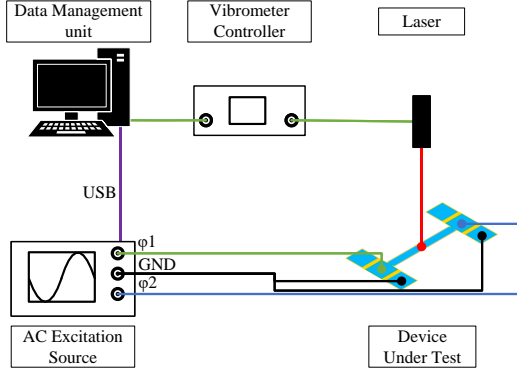 Data Management
unit
Vibrometer
Controller
Laser
USB
φ1
GND
φ2
AC Excitation
Source
Device
Under Test